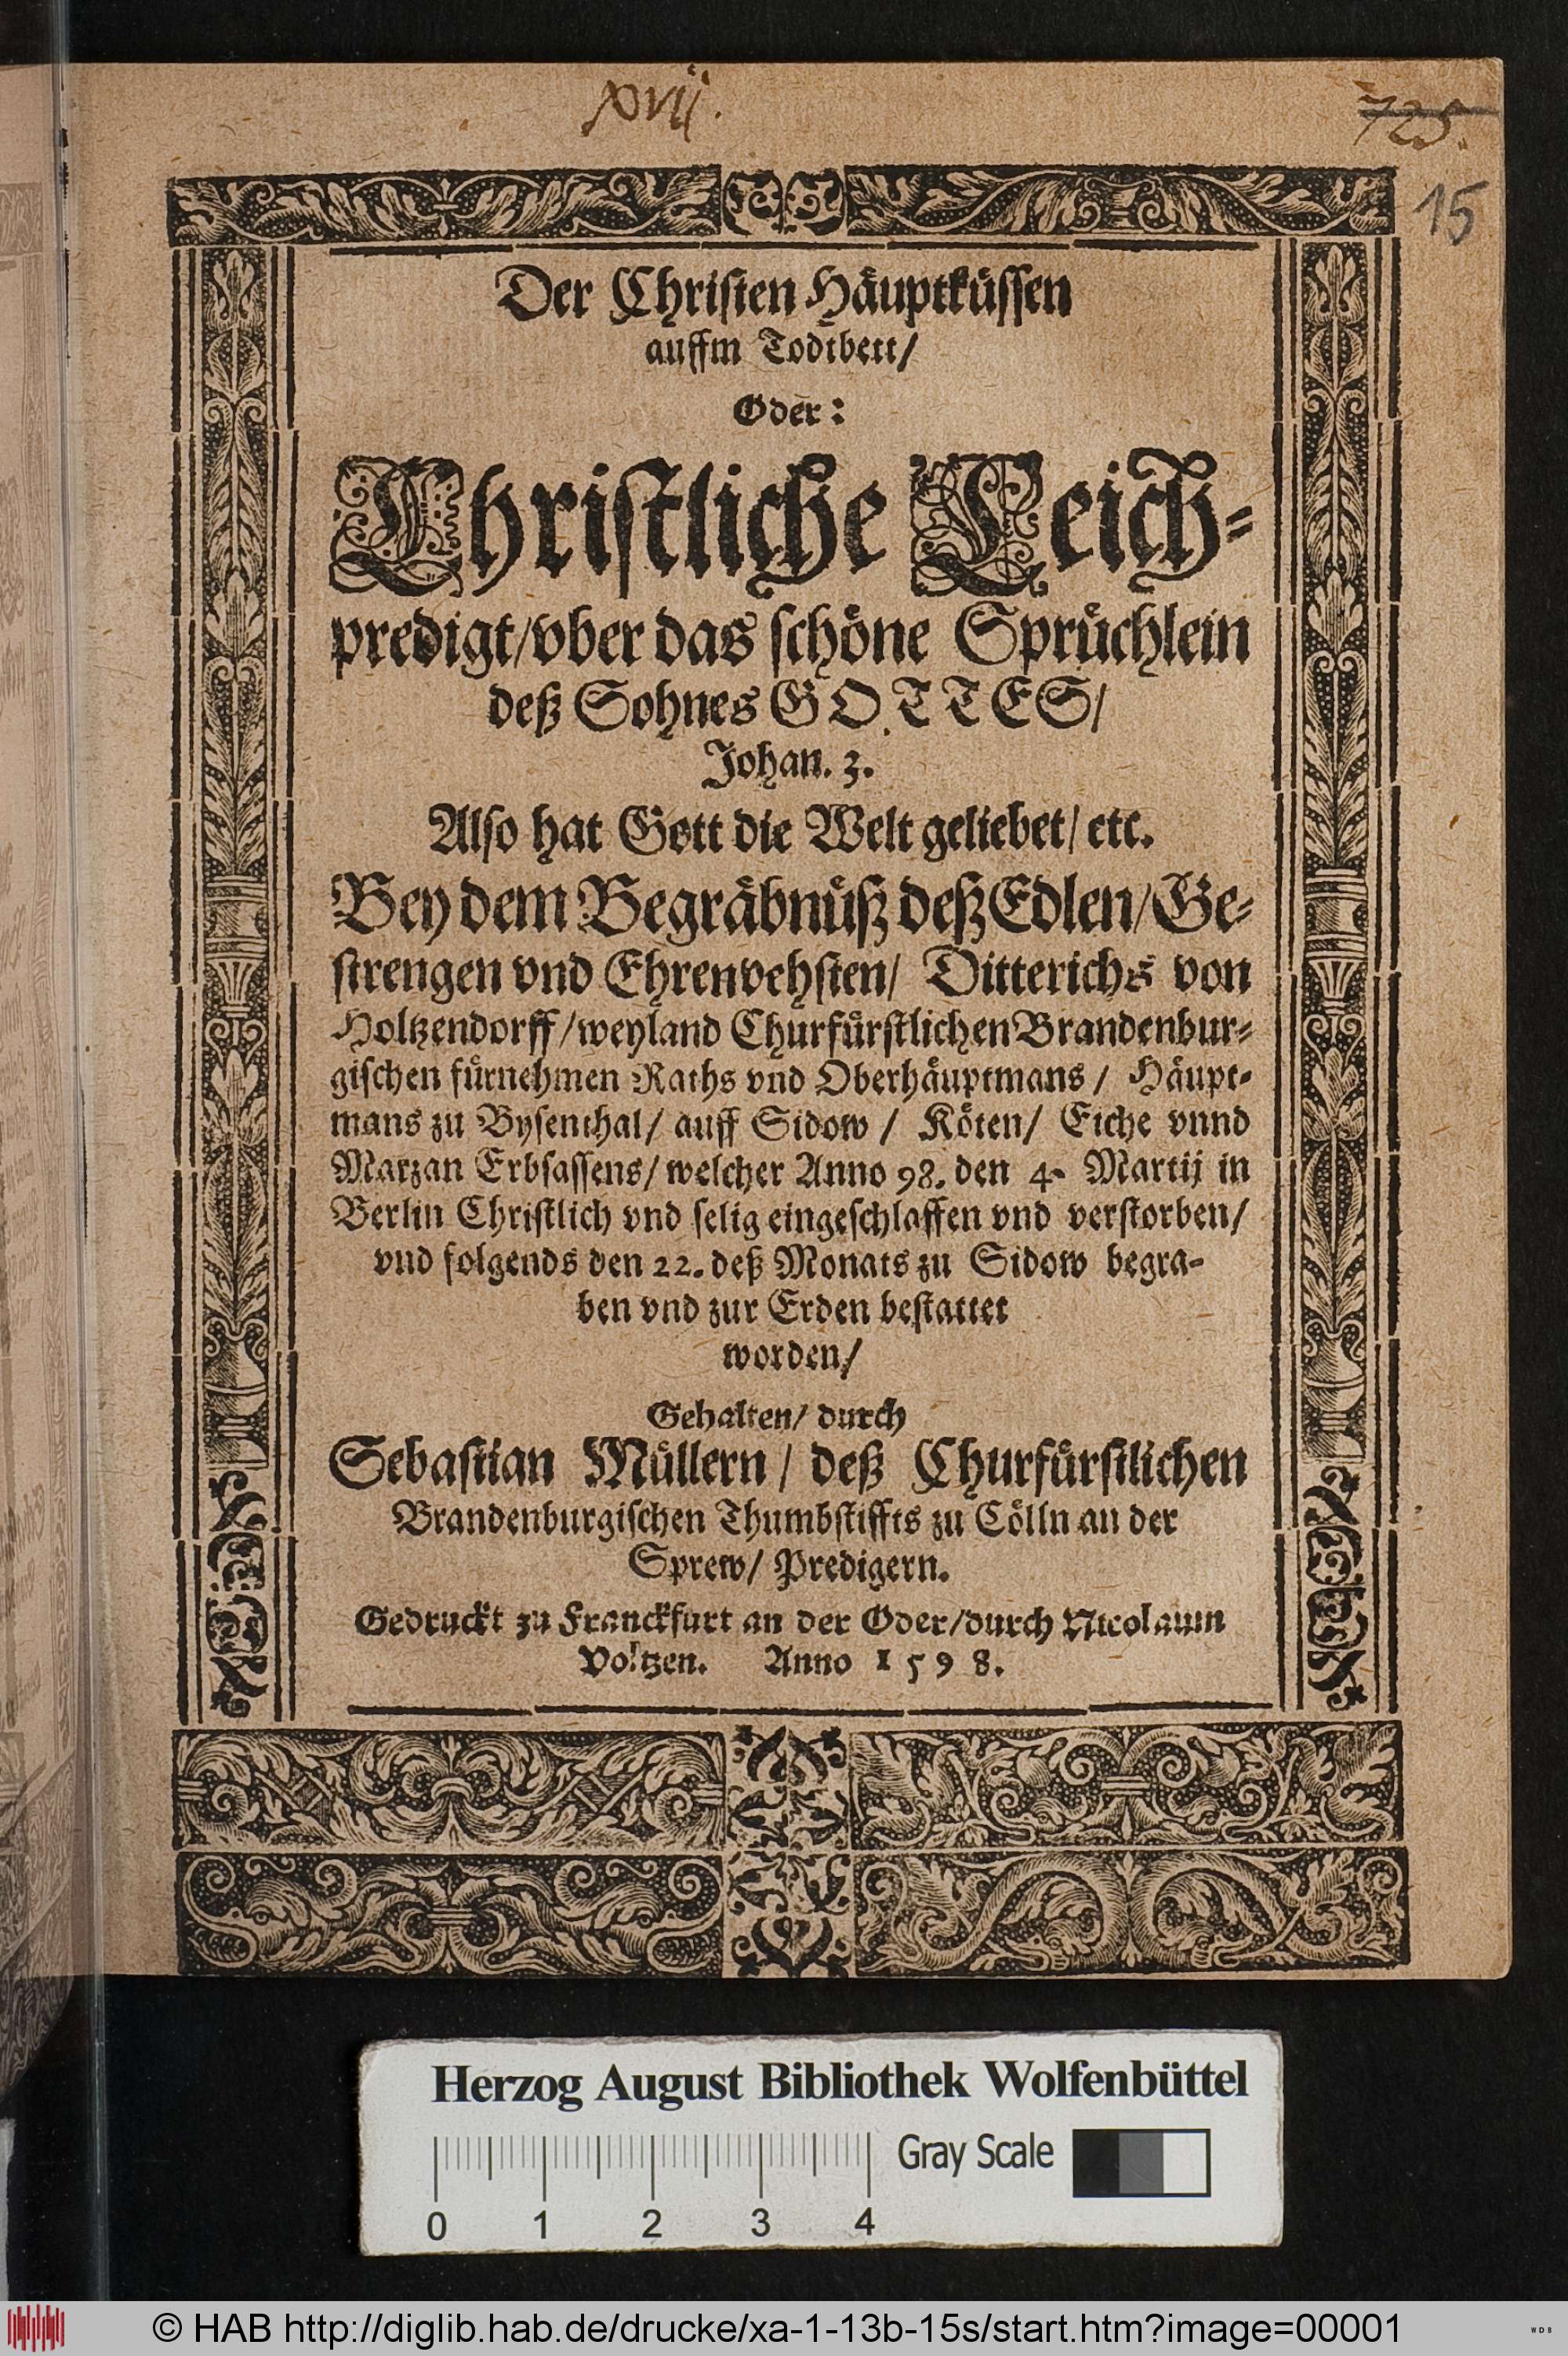 xvij.
725.
15
Der Christen Häuptküssen
auffm Todtbett/
Oder:
Christliche Leich-
predigt/vber das schöne Sprüchlein
deß Sohnes GOTTES/
Johan. 3.
Also hat Gott die Welt geliebet/ etc.
Bey dem Begräbnüß deß Edlen/Ge-
strengen vnd Ehrenvehsten/ Ditterichs von
Holtzendorff/weyland Churfürstlichen Brandenbur-
gischen fürnehmen Raths vnd Oberhäuptmans/ Häupt-
mans zu Bysenthal/ auff Sidow/ Köten/ Eiche vnnd
Marzan Erbsassens/ welcher Anno 98. den 4. Martij in
Berlin Christlich vnd selig eingeschlaffen vnd verstorben/
vnd folgends den 22. deß Monats zu Sidow begra-
ben vnd zur Erden bestattet
worden/
Gehalten/ durch
Sebastian Müllern/ deß Churfürstlichen
Brandenburgischen Thumbstiffts zu Cölln an der
Sprew/ Predigern.
Gedruckt zu Franckfurt an der Oder/durch Nicolaum
Voltzen. Anno 1598.
Herzog August Bibliothek Wolfenbüttel
Gray Scale
0 1 2 3 4
© HAB http://diglib.hab.de/drucke/xa-1-13b-15s/start.htm?image=00001
WDB